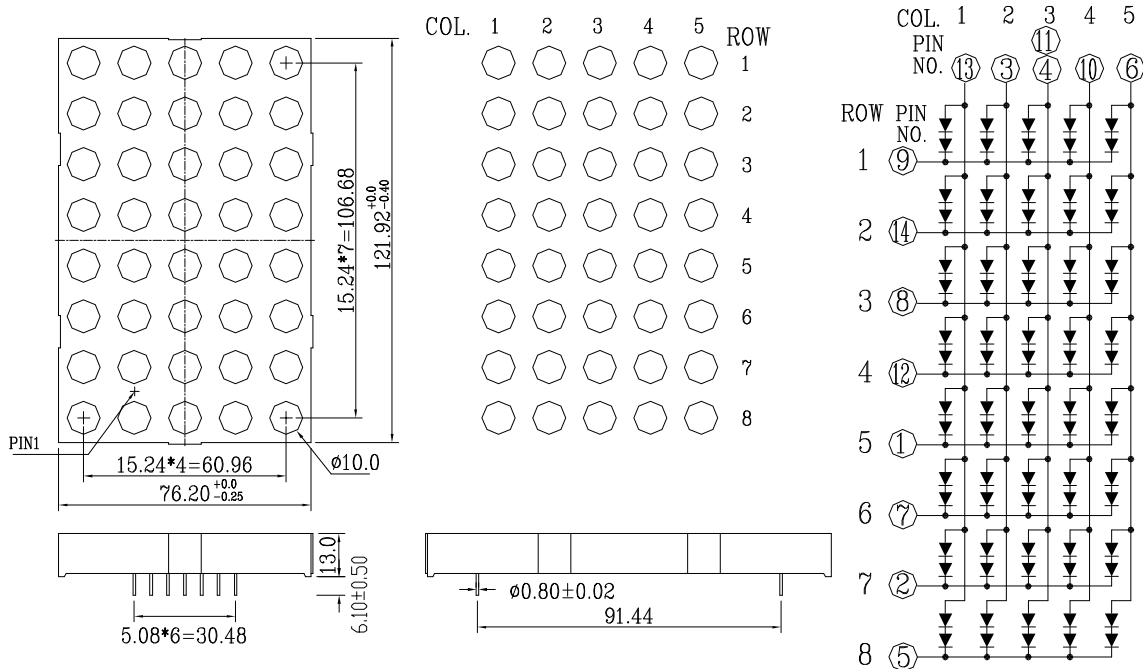 15.24*7=106.68
121.92 +0.0 -0.40
PIN1
15.24*4=60.96
ø10.0
76.20 +0.0 -0.25
13.0
6.10±0.50
5.08*6=30.48
COL. 1 2 3 4 5 ROW
1
2
3
4
5
6
7
8
ø0.80±0.02
91.44
COL. 1 2 3 4 5
PIN NO.
11
13 3 4 10 6
ROW PIN NO.
1 9
2 14
3 8
4 12
5 1
6 7
7 2
8 5